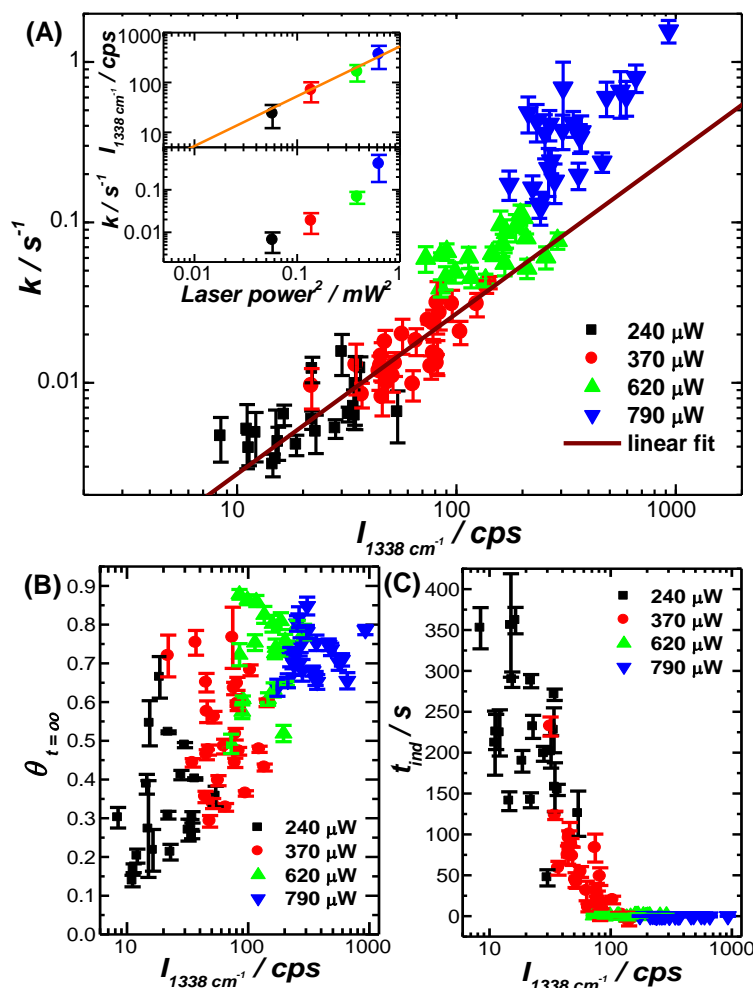 (A)
1000
100
10
I1338 cm-1 / cps
0.1
0.01
k / s-1
0.01
0.1
1
Laser power2 / mW2
1
0.1
0.01
k / s-1
240 μW
370 μW
620 μW
790 μW
linear fit
10
100
1000
I1338 cm-1 / cps
(B)
0.9
0.8
0.7
0.6
0.5
0.4
0.3
0.2
0.1
0.0
θt = ∞
240 μW
370 μW
620 μW
790 μW
10
100
1000
I1338 cm-1 / cps
(C)
400
350
300
250
200
150
100
50
0
tind / s
240 μW
370 μW
620 μW
790 μW
10
100
1000
I1338 cm-1 / cps